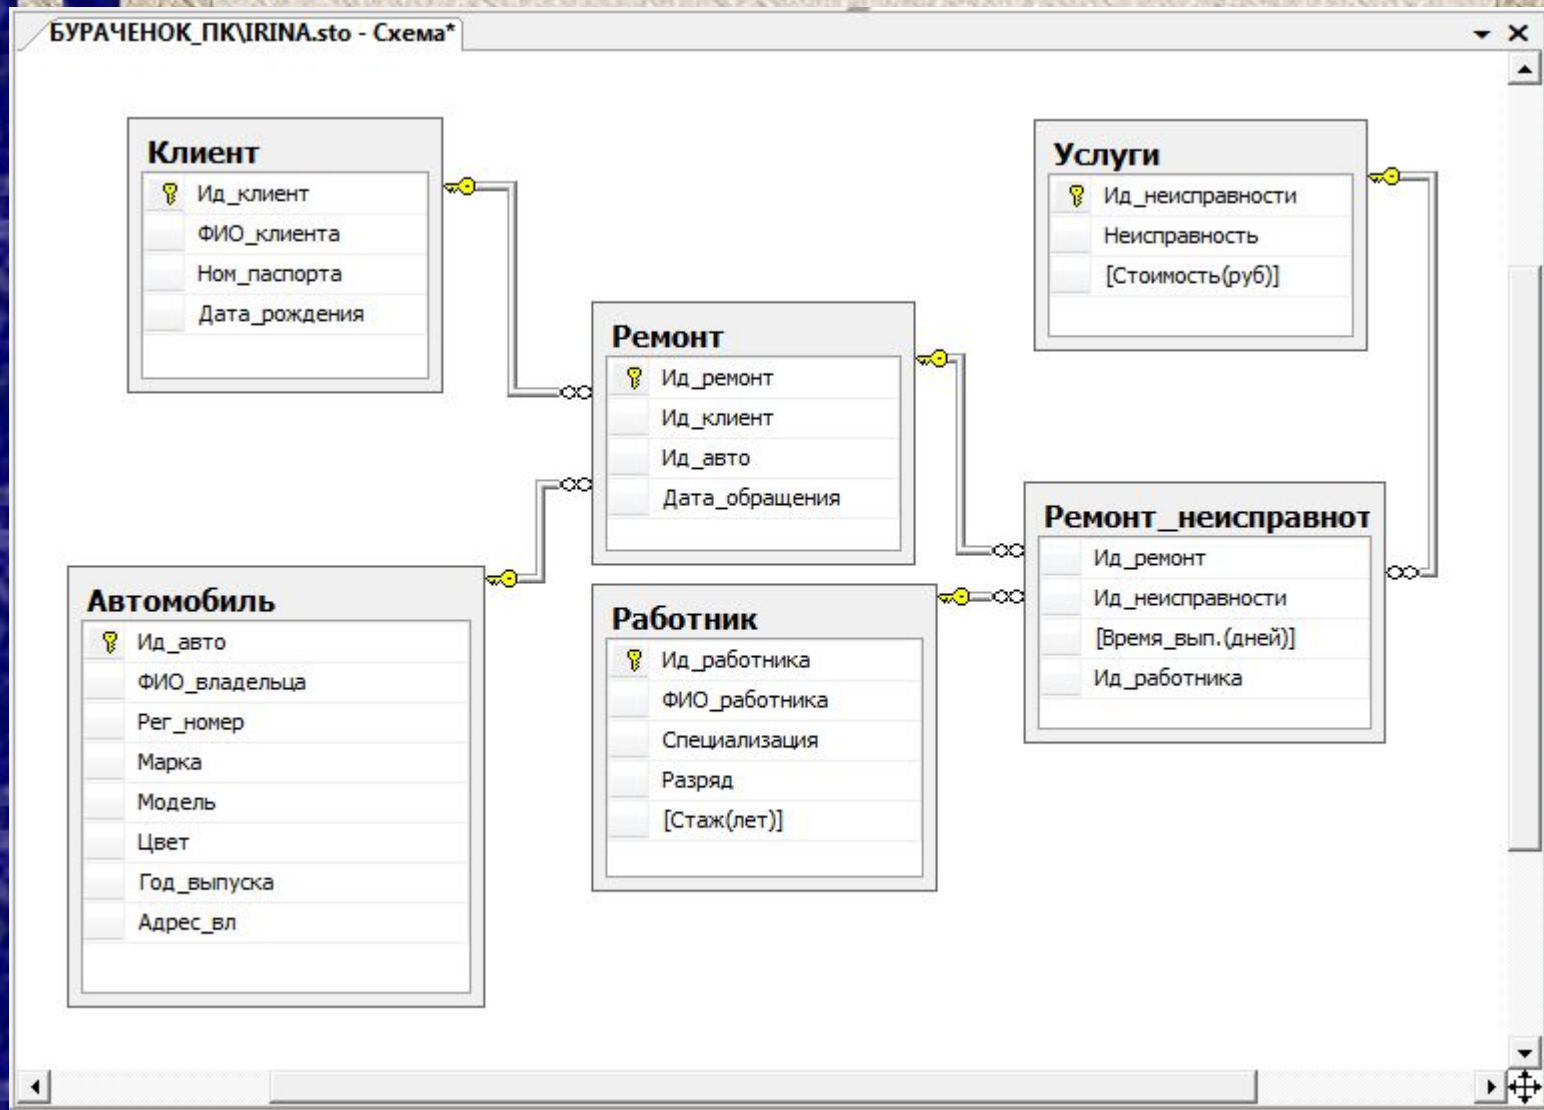 БУРАЧЕНОК_ПК\IRINA.sto - Схема*
Клиент
Ид_клиент
ФИО_клиента
Ном_паспорта
Дата_рождения
Услуги
Ид_неисправности
Неисправность
[Стоимость(руб)]
Ремонт
Ид_ремонт
Ид_клиент
Ид_авто
Дата_обращения
Ремонт_неисправнот
Ид_ремонт
Ид_неисправности
[Время_вып.(дней)]
Ид_работника
Автомобиль
Ид_авто
ФИО_владельца
Рег_номер
Марка
Модель
Цвет
Год_выпуска
Адрес_вл
Работник
Ид_работника
ФИО_работника
Специализация
Разряд
[Стаж(лет)]